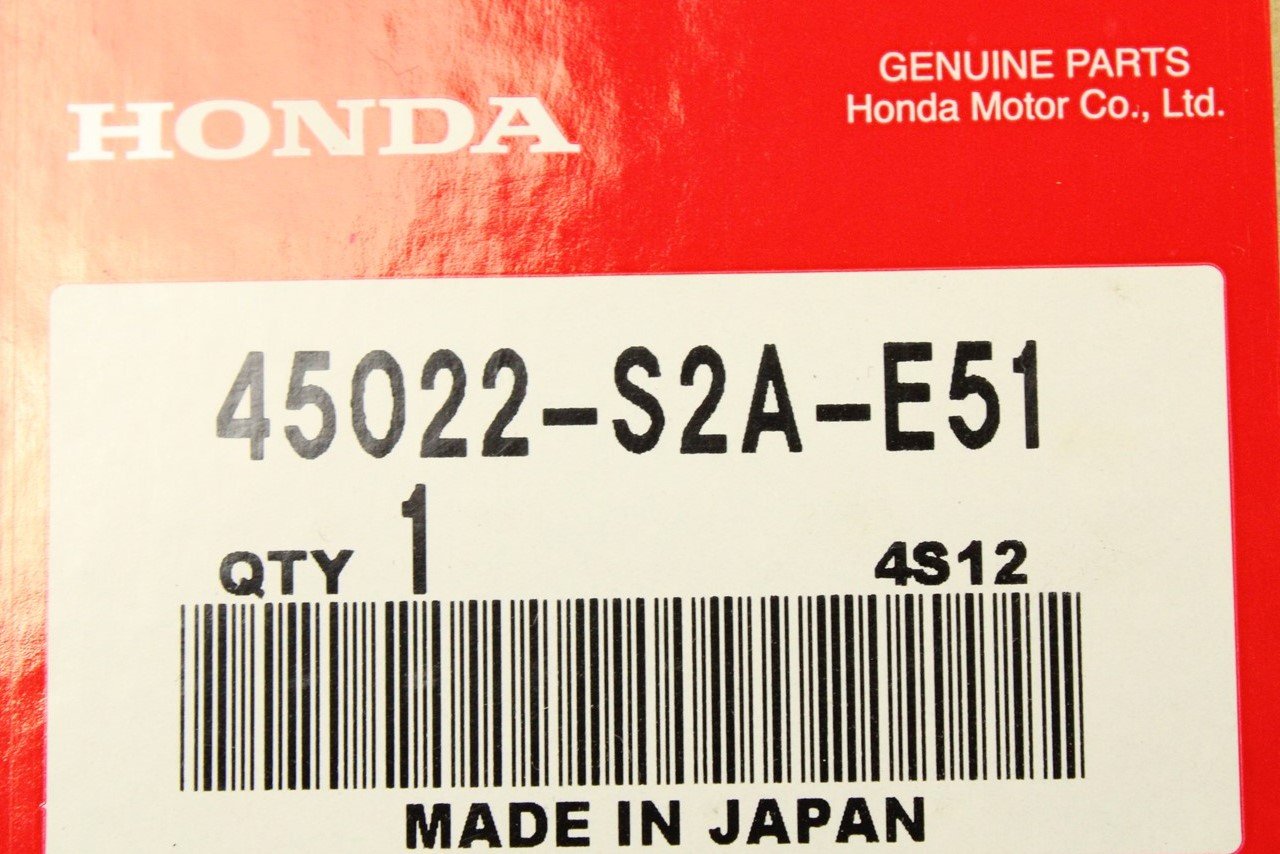 HONDA
GENUINE PARTS
Honda Motor Co., Ltd.
45022-S2A-E51
QTY 1
4S12
MADE IN JAPAN